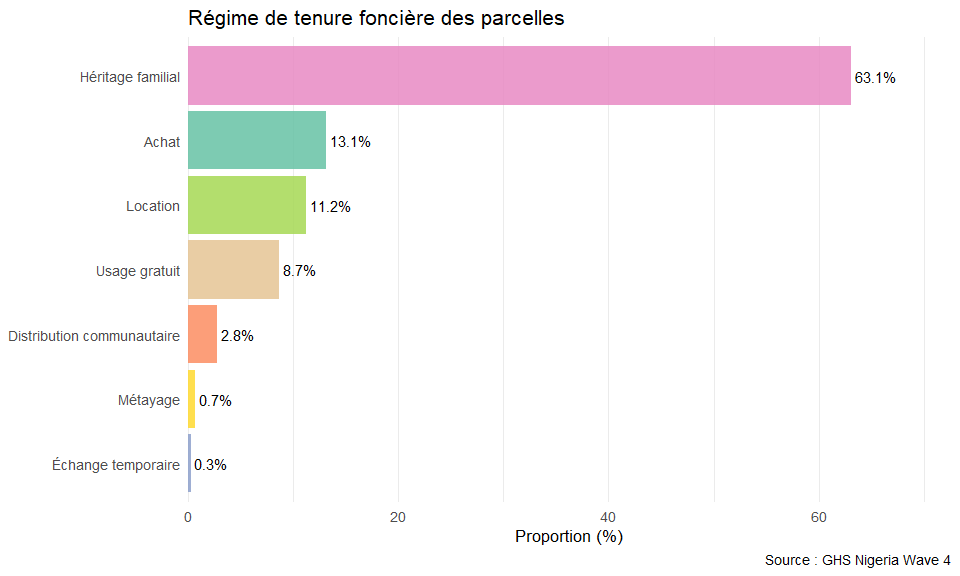 Régime de tenure foncière des parcelles
Héritage familial 63.1%
Achat 13.1%
Location 11.2%
Usage gratuit 8.7%
Distribution communautaire 2.8%
Métayage 0.7%
Échange temporaire 0.3%
0 20 40 60
Proportion (%)
Source : GHS Nigeria Wave 4